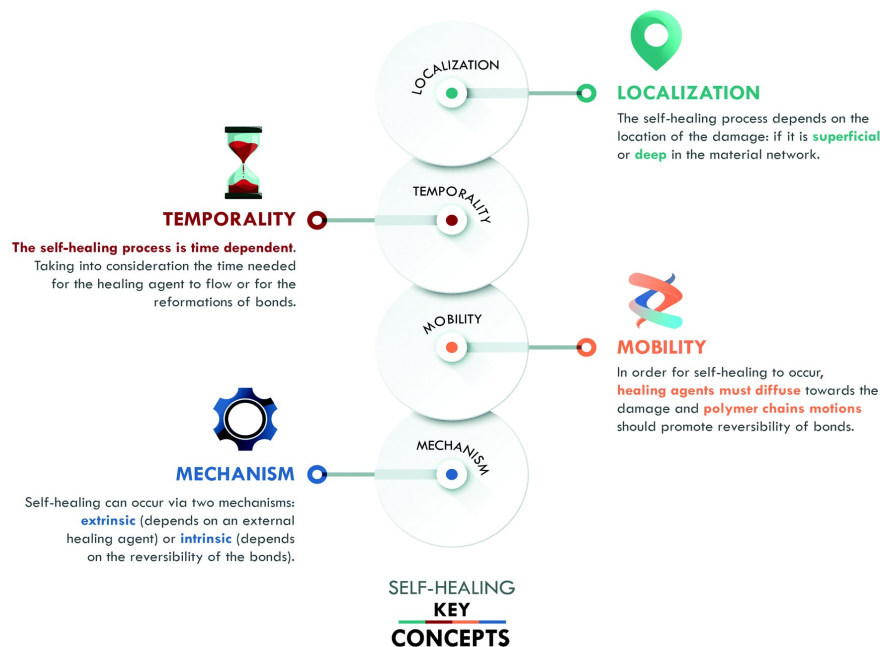 LOCALIZATION
LOCALIZATION
The self-healing process depends on the
location of the damage: if it is superficial
or deep in the material network.
TEMPORALITY
TEMPORALITY
The self-healing process is time dependent.
Taking into consideration the time needed
for the healing agent to flow or for the
reformations of bonds.
MOBILITY
MOBILITY
In order for self-healing to occur,
healing agents must diffuse towards the
damage and polymer chains motions
should promote reversibility of bonds.
MECHANISM
MECHANISM
Self-healing can occur via two mechanisms:
extrinsic (depends on an external
healing agent) or intrinsic (depends
on the reversibility of the bonds).
SELF-HEALING
KEY
CONCEPTS